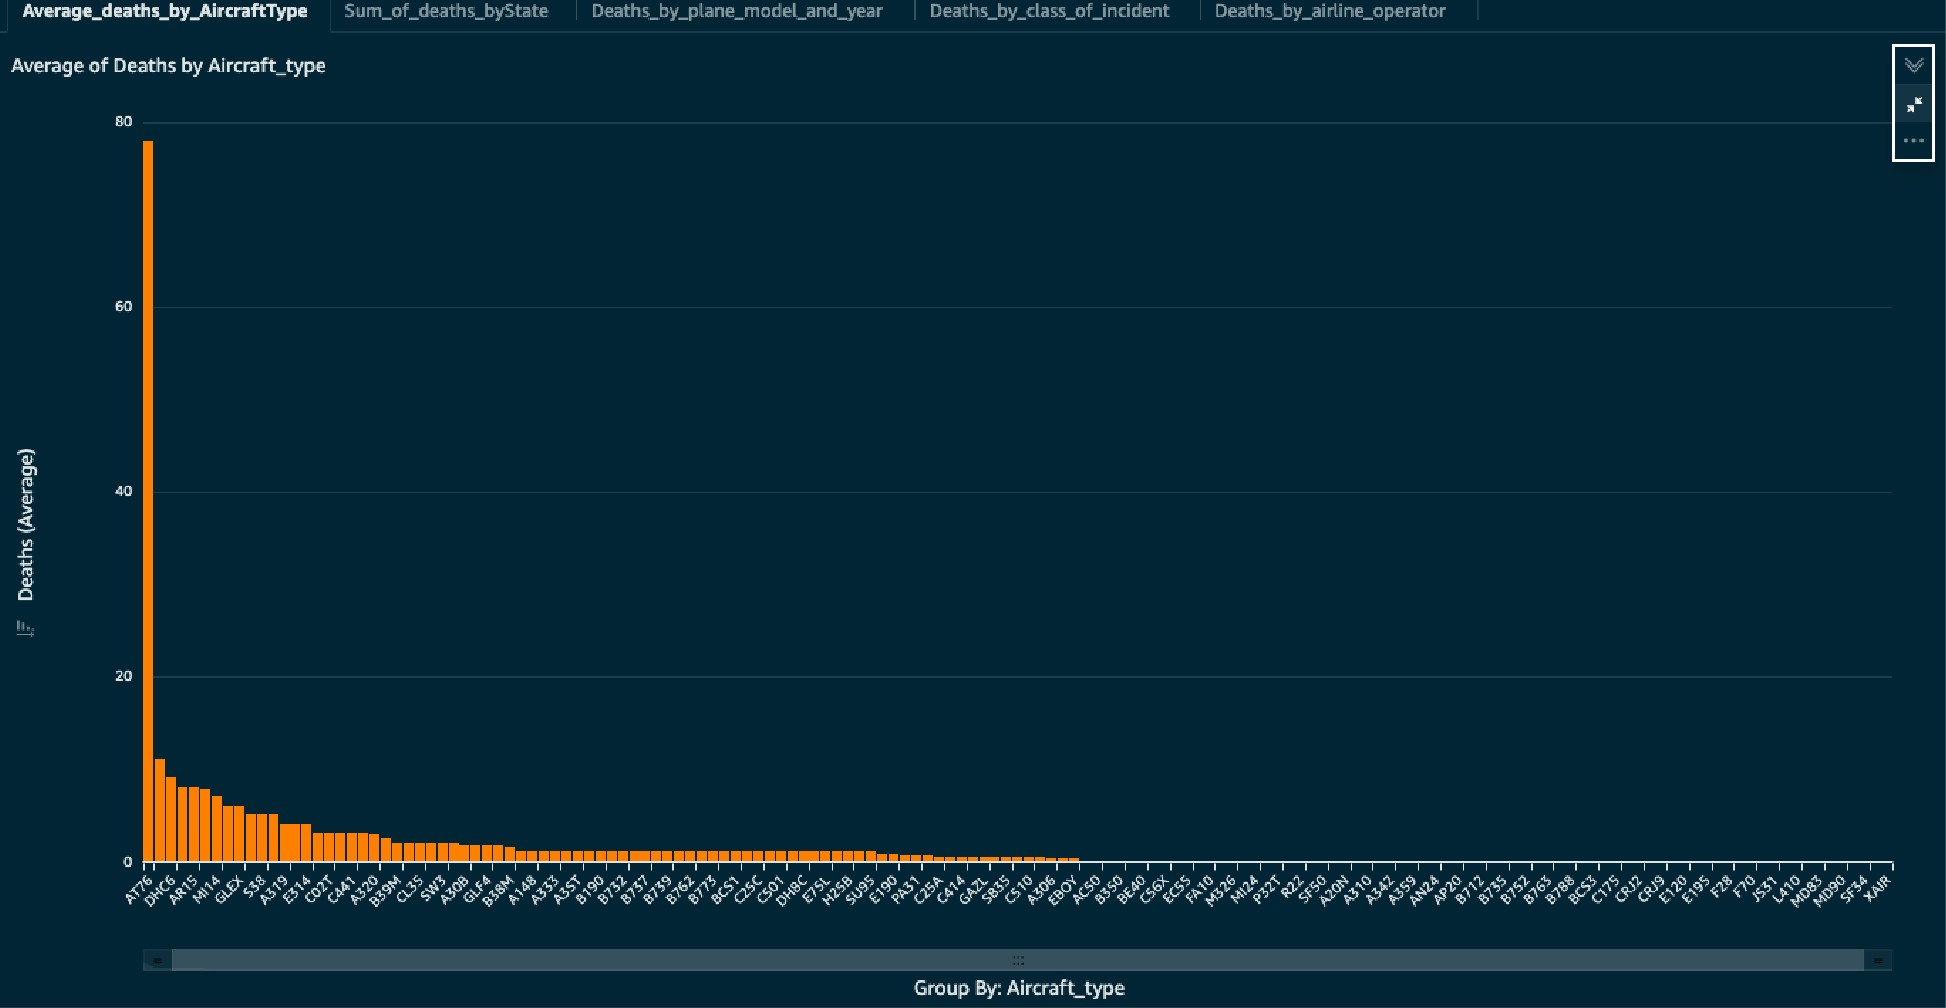 Average_deaths_by_AircraftType Sum_of_deaths_byState Deaths_by_plane_model_and_year Deaths_by_class_of_incident Deaths_by_airline_operator
Average of Deaths by Aircraft_type
80
60
40
20
0
Deaths (Average)
AT76 DHC6 AR15 MI14 GLEX S38 A319 E314 C02T C441 A320 B39M CL35 SW3 A30B GLF4 B38M A148 A333 A35T B190 B732 B737 B739 B762 B773 BCS1 C25C C501 DH8C E75L H25B SU95 E190 PA31 C25A C414 GAZL SB35 C510 A306 EBOY AC50 B350 BE40 C56X EC55 FA10 M326 MI24 P32T R22 SF50 A20N A310 A342 A359 AN24 AP20 B712 B735 B752 B763 B788 BCS3 C175 CRJ2 CRJ9 E120 E195 F28 F70 JS31 L410 MD83 MD90 SF34 XAIR
Group By: Aircraft_type